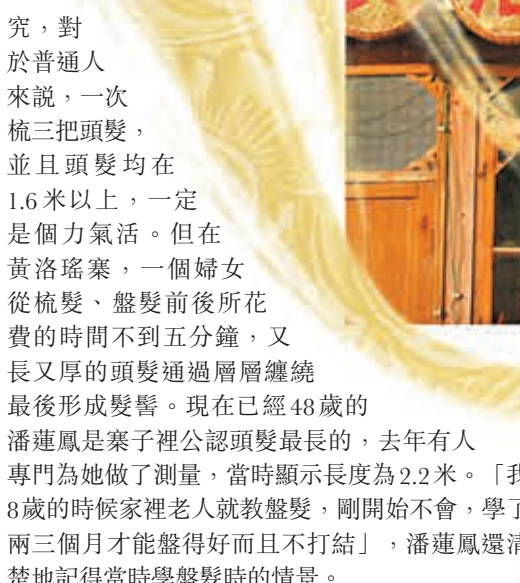 究，對
於普通人
來說，一次
梳三把頭髮，
並且頭髮均在
1.6米以上，一定
是個力氣活。但在
黃洛瑤寨，一個婦女
從梳髮、盤髮前後所花
費的時間不到五分鐘，又
長又厚的頭髮通過層層纏繞
最後形成髮髻。現在已經48歲的
潘蓮鳳是寨子裡公認頭髮最長的，去年有人
專門為她做了測量，當時顯示長度為2.2米。「我
8歲的時候家裡老人就教盤髮，剛開始不會，學了
兩三個月才能盤得好而且不打結」，潘蓮鳳還清
楚地記得當時學盤髮時的情景。